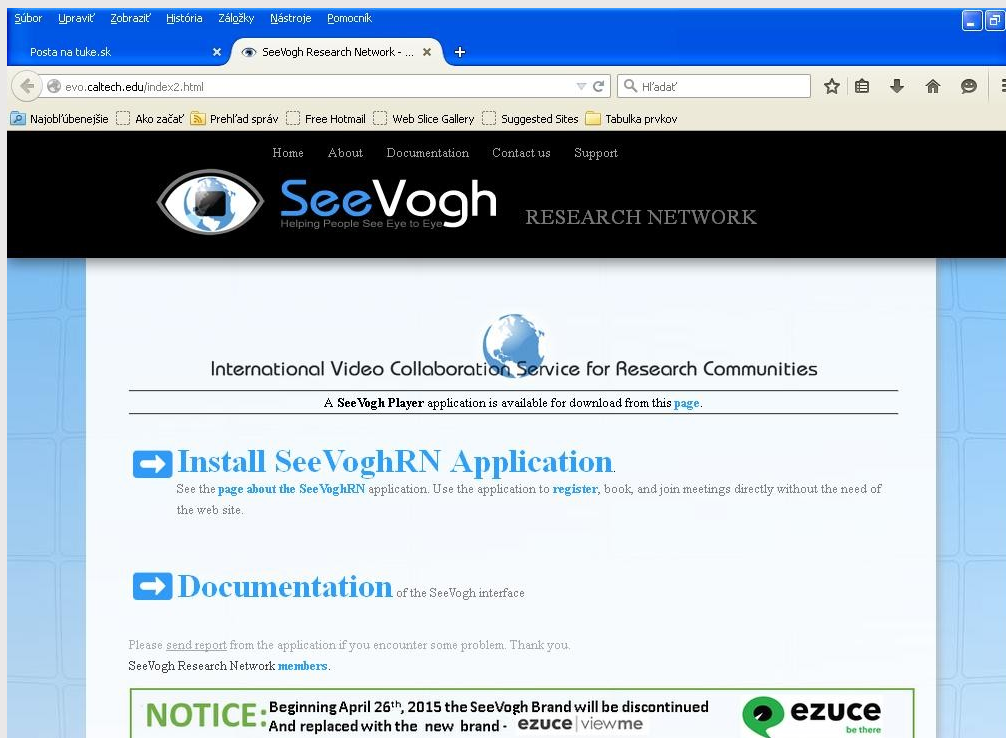 Súbor Upraviť Zobraziť História Záložky Nástroje Pomocník
Posta na tuke.sk × SeeVogh Research Network - ... ×
evo.caltech.edu/index2.html Hľadať
Najobľúbenejšie Ako začať Prehľad správ Free Hotmail Web Slice Gallery Suggested Sites Tabulka prvkov
Home About Documentation Contact us Support
SeeVogh
Helping People See Eye to Eye
RESEARCH NETWORK
International Video Collaboration Service for Research Communities
A SeeVogh Player application is available for download from this page.
Install SeeVoghRN Application.
See the page about the SeeVoghRN application. Use the application to register, book, and join meetings directly without the need of
the web site.
Documentation of the SeeVogh interface
Please send report from the application if you encounter some problem. Thank you.
SeeVogh Research Network members.
NOTICE: Beginning April 26th, 2015 the SeeVogh Brand will be discontinued
And replaced with the new brand - ezuce|viewme
ezuce
be there